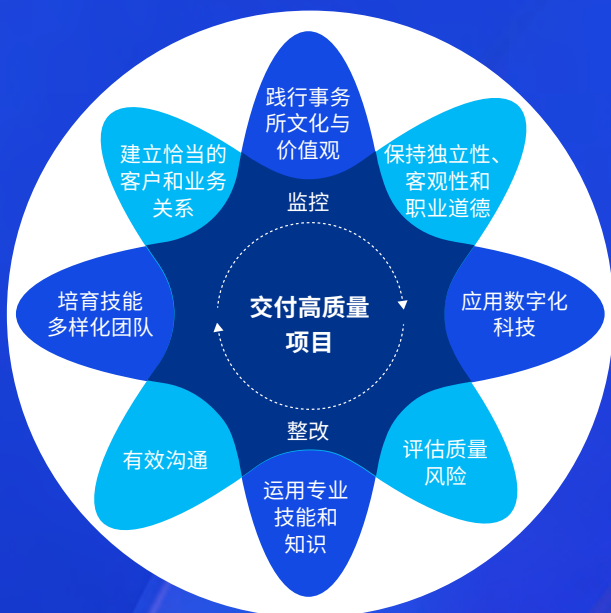 践行事务
所文化与
价值观
保持独立性、
客观性和
职业道德
应用数字化
科技
评估质量
风险
运用专业
技能和
知识
有效沟通
培育技能
多样化团队
建立恰当的
客户和业务
关系
监控
交付高质量
项目
整改